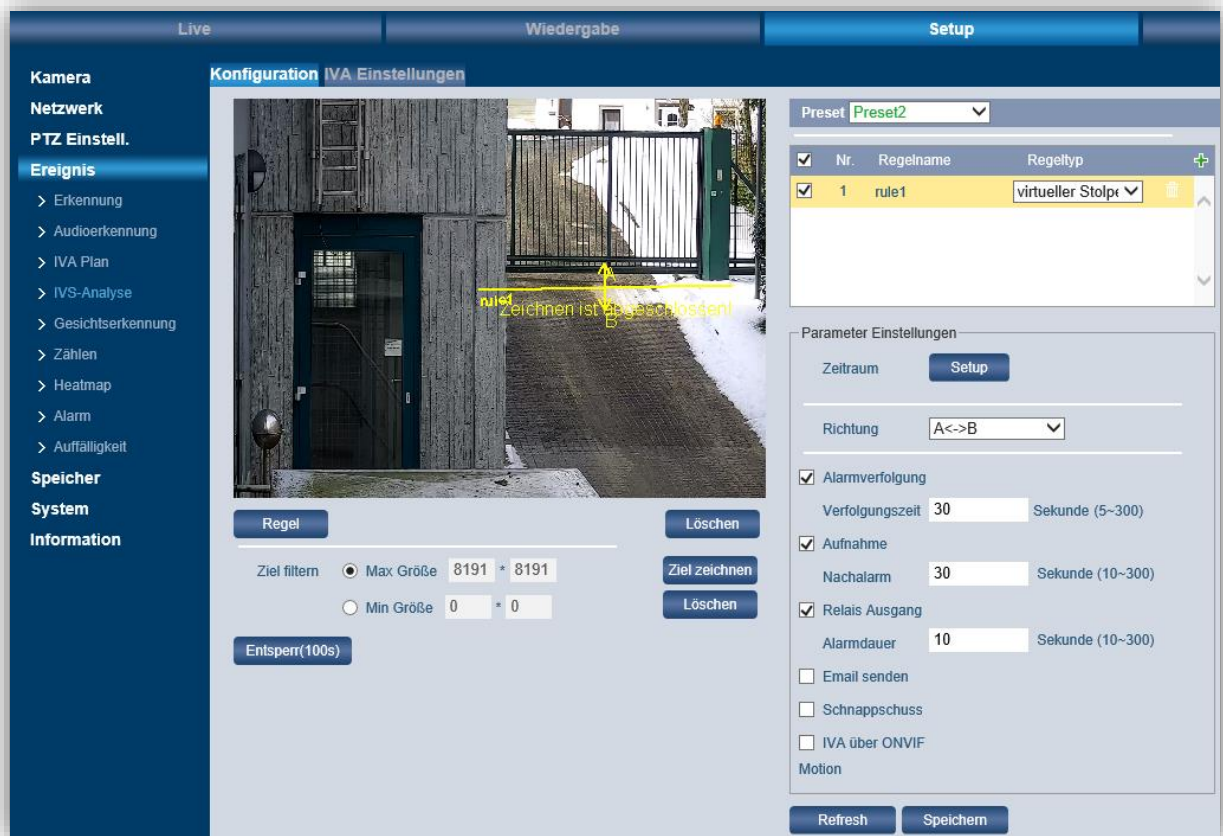 Live Wiedergabe Setup
Kamera
Netzwerk
PTZ Einstell.
Ereignis
> Erkennung
> Audioerkennung
> IVA Plan
> IVS-Analyse
> Gesichtserkennung
> Zählen
> Heatmap
> Alarm
> Auffälligkeit
Speicher
System
Information
Konfiguration IVA Einstellungen
A
rule1
Zeichnen ist abgeschlossen!
B
Regel Löschen
Ziel filtern Max Größe 8191 * 8191 Ziel zeichnen
Min Größe 0 * 0 Löschen
Entsperr(100s)
Preset Preset2
Nr. Regelname Regeltyp
1 rule1 virtueller Stolpe
Parameter Einstellungen
Zeitraum Setup
Richtung A<->B
Alarmverfolgung
Verfolgungszeit 30 Sekunde (5~300)
Aufnahme
Nachalarm 30 Sekunde (10~300)
Relais Ausgang
Alarmdauer 10 Sekunde (10~300)
Email senden
Schnappschuss
IVA über ONVIF
Motion
Refresh Speichern